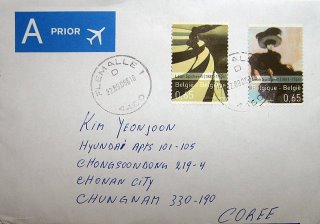 A PRIOR
FLEMALLE 1
D
4400
België - Belgique
0,65
België - Belgique
0,65
KIM YEONJOON
HYUNDAI APTS 101-105
CHONGSOONDONG 219-4
CHONAN CITY
CHUNGNAM 330-190
COREE